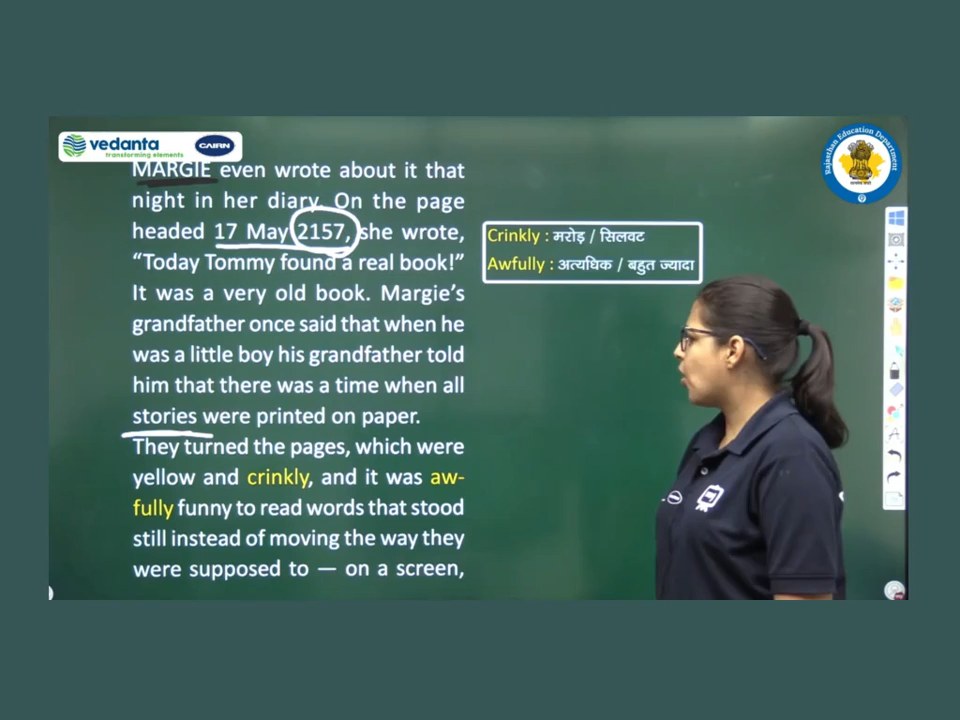 vedanta
transforming elements
CAIRN
Rajasthan Education Department
MARGIE even wrote about it that
night in her diary. On the page
headed 17 May 2157, she wrote,
“Today Tommy found a real book!”
It was a very old book. Margie’s
grandfather once said that when he
was a little boy his grandfather told
him that there was a time when all
stories were printed on paper.
They turned the pages, which were
yellow and crinkly, and it was aw-
fully funny to read words that stood
still instead of moving the way they
were supposed to — on a screen,
Crinkly : मरोड़ / सिलवट
Awfully : अत्यधिक / बहुत ज्यादा